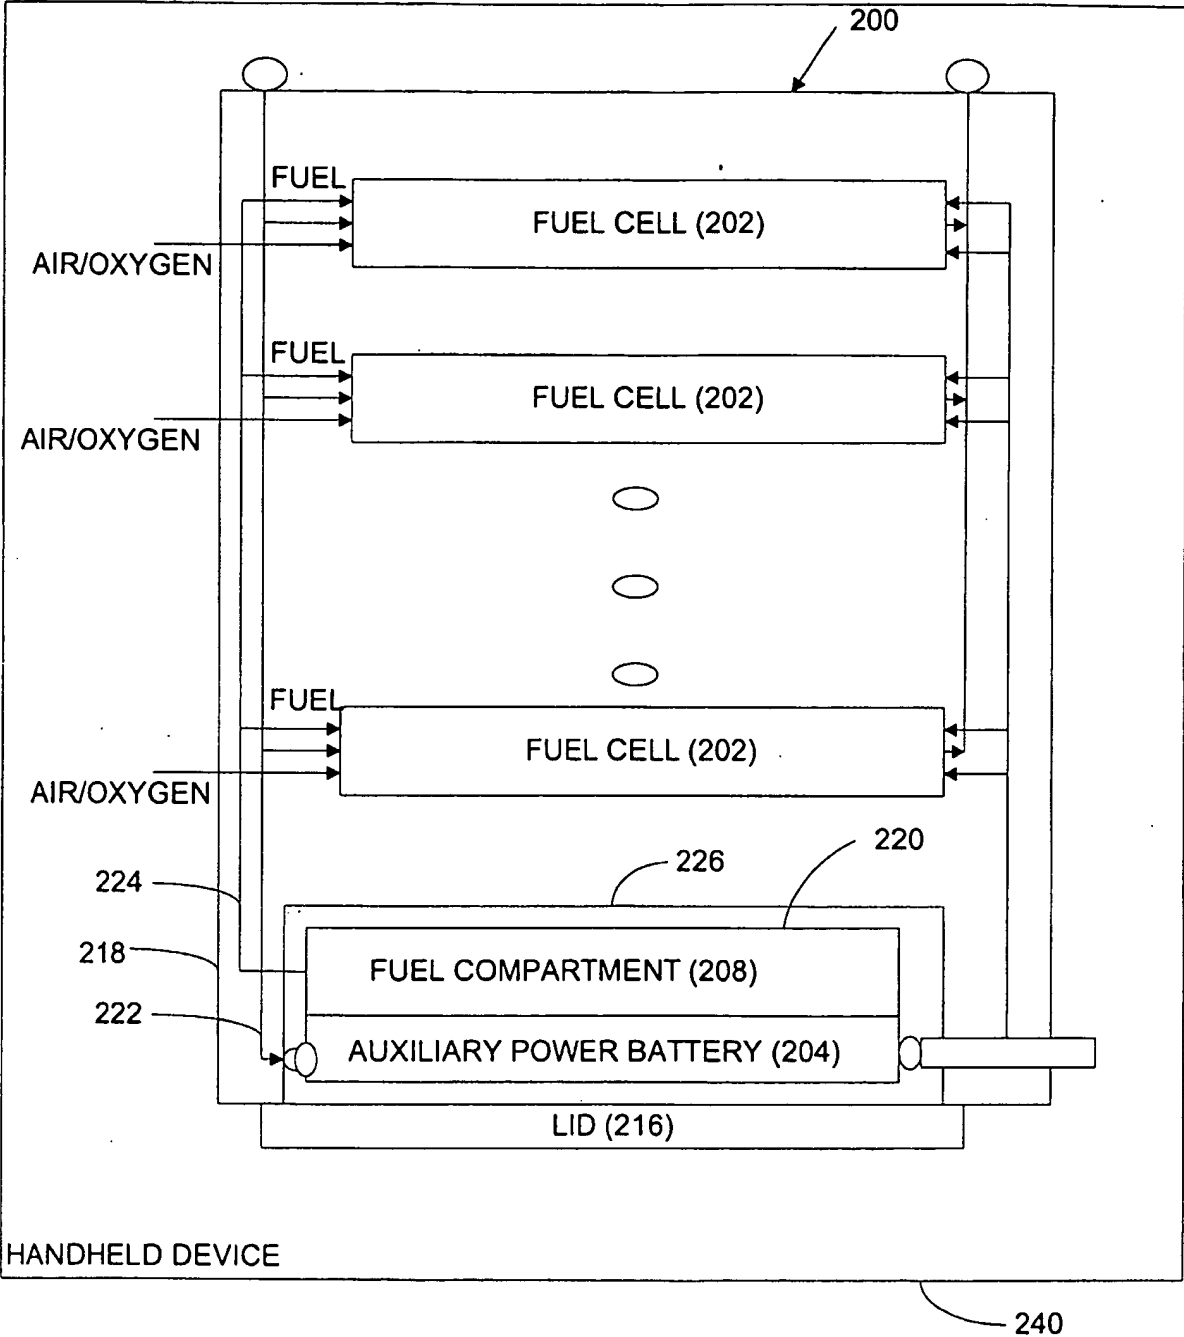 200
FUEL
FUEL CELL (202)
AIR/OXYGEN
FUEL
FUEL CELL (202)
AIR/OXYGEN
FUEL
FUEL CELL (202)
AIR/OXYGEN
220
226
224
218
FUEL COMPARTMENT (208)
222
AUXILIARY POWER BATTERY (204)
LID (216)
HANDHELD DEVICE
240